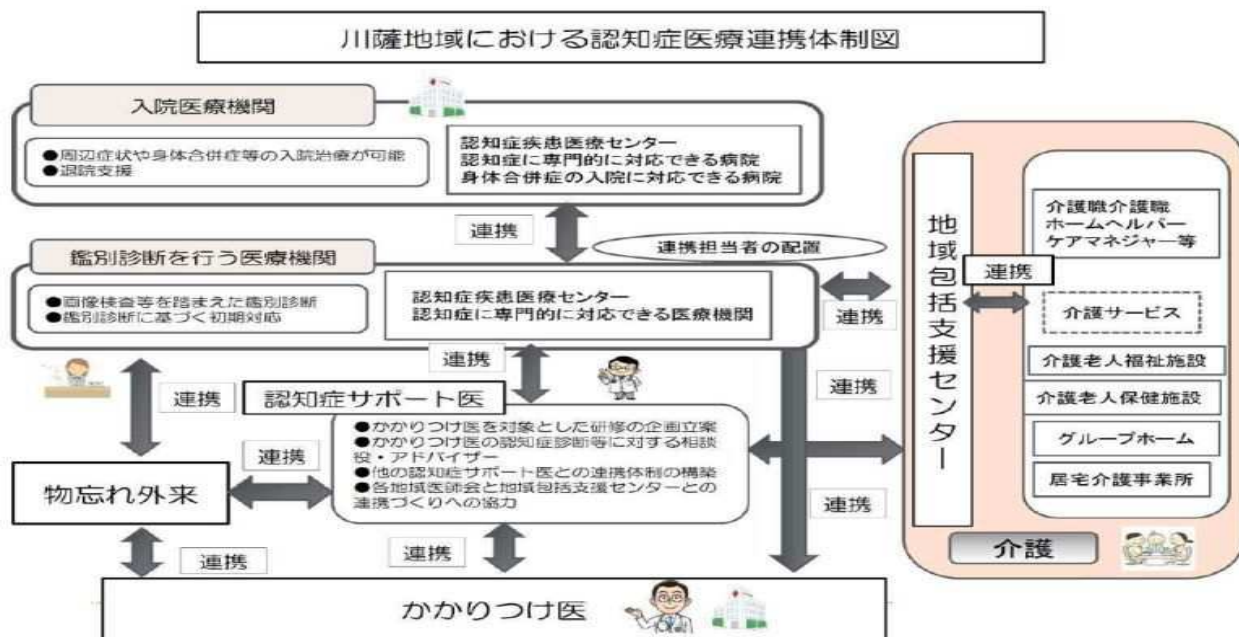 川薩地域における認知症医療連携体制図
入院医療機関
●周辺症状や身体合併症等の入院治療が可能
●退院支援
認知症疾患医療センター
認知症に専門的に対応できる病院
身体合併症の入院に対応できる病院
連携
連携担当者の配置
鑑別診断を行う医療機関
●画像検査等を踏まえた鑑別診断
●鑑別診断に基づく初期対応
認知症疾患医療センター
認知症に専門的に対応できる医療機関
連携
連携
連携
連携
認知症サポート医
●かかりつけ医を対象とした研修の企画立案
●かかりつけ医の認知症診断等に対する相談
役・アドバイザー
●他の認知症サポート医との連携体制の構築
●各地域医師会と地域包括支援センターとの
連携づくりへの協力
連携
物忘れ外来
連携
連携
連携
かかりつけ医
地域包括支援センター
連携
介護職介護職
ホームヘルパー
ケアマネジャー等
介護サービス
介護老人福祉施設
介護老人保健施設
グループホーム
居宅介護事業所
介護